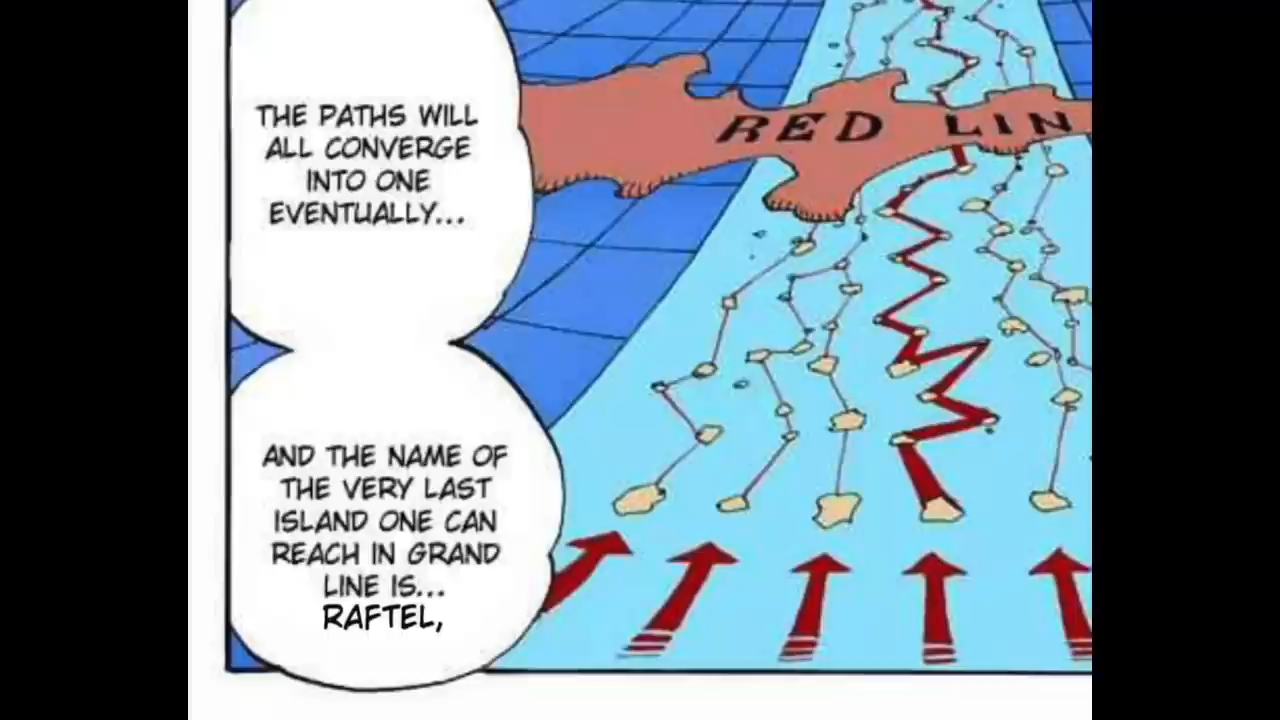 THE PATHS WILL
ALL CONVERGE
INTO ONE
EVENTUALLY...
AND THE NAME OF
THE VERY LAST
ISLAND ONE CAN
REACH IN GRAND
LINE IS...
RAFTEL,
RED LIN